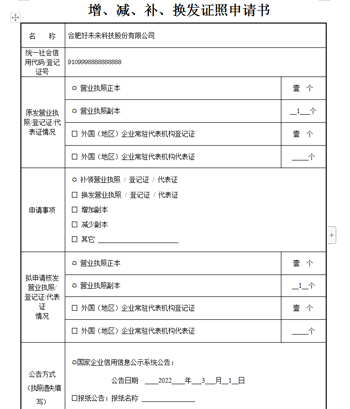 增、减、补、换发证照申请书
名 称 合肥好未来科技股份有限公司
统一社会信用代码/登记证号 9109998888888888
原发营业执照/登记证/代表证情况
⊙ 营业执照正本 壹 个
⊙ 营业执照副本 __1___个
□ 外国（地区）企业常驻代表机构登记证 壹 个
□ 外国（地区）企业常驻代表机构代表证 _____个
申请事项
⊙ 补领营业执照 / 登记证 / 代表证
□ 换发营业执照 / 登记证 / 代表证
□ 增加副本
□ 减少副本
□ 其它 ______________________
拟申请核发营业执照/登记证/代表证情况
⊙ 营业执照正本 壹 个
⊙ 营业执照副本 __1__个
□ 外国（地区）企业常驻代表机构登记证 壹 个
□ 外国（地区）企业常驻代表机构代表证 _____个
公告方式（执照遗失填写）
⊙国家企业信用信息公示系统公告：
公告日期 ____2022____年___3___月__1__日
□报纸公告：报纸名称 _______________